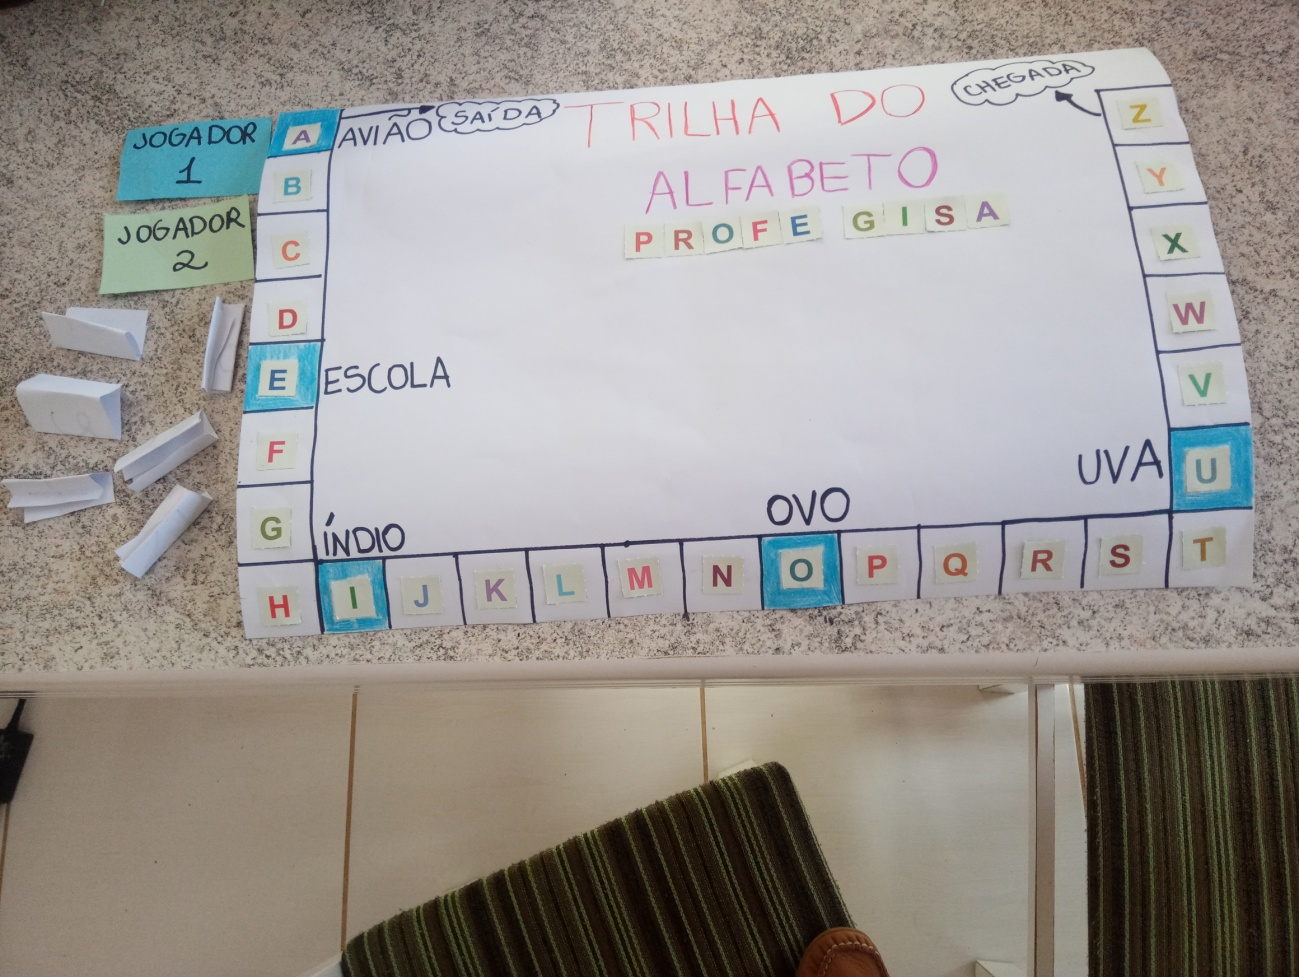 JOGADOR
1
JOGADOR
2
A
AVIÃO
SAÍDA
TRILHA DO
ALFABETO
PROFE GISA
CHEGADA
B
C
D
E
ESCOLA
F
G
H
ÍNDIO
I
J
K
L
M
N
OVO
O
P
Q
R
S
T
UVA
U
V
W
X
Y
Z